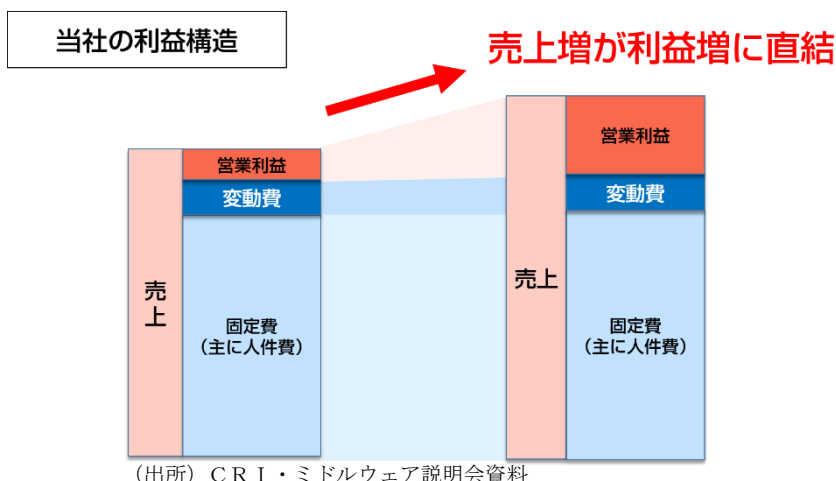 当社の利益構造
売上増が利益増に直結
営業利益
変動費
売上
固定費
（主に人件費）
営業利益
変動費
売上
固定費
（主に人件費）
（出所）ＣＲＩ・ミドルウェア説明会資料